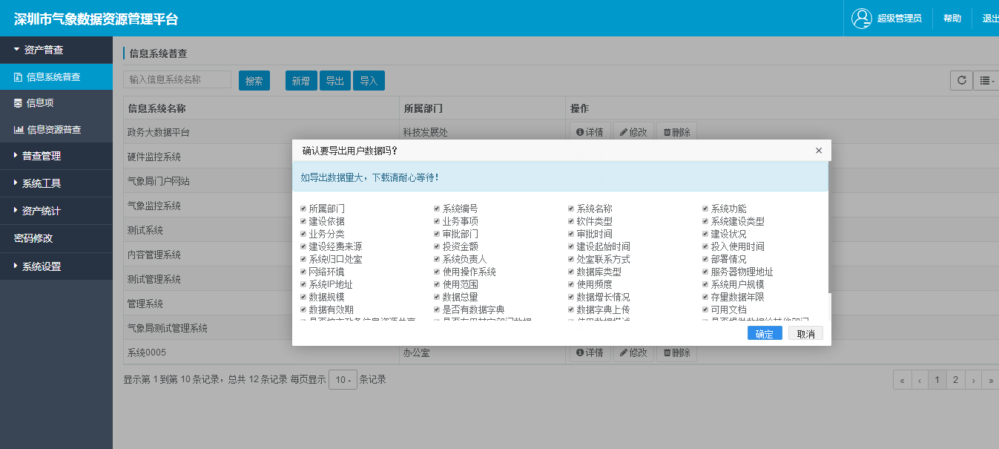 深圳市气象数据资源管理平台
超级管理员 帮助 退出
资产普查
信息系统普查
信息项
信息资源普查
普查管理
系统工具
资产统计
密码修改
系统设置
信息系统普查
输入信息系统名称 搜索 新增 导出 导入
信息系统名称 所属部门 操作
政务大数据平台 科技发展处 详情 修改 删除
硬件监控系统
气象局门户网站
气象监控系统
测试系统
内容管理系统
测试管理系统
管理系统
气象局测试管理系统
系统0005 办公室 详情 修改 删除
显示第 1 到第 10 条记录，总共 12 条记录 每页显示 10 条记录
« ‹ 1 2 › »
确认要导出用户数据吗？ ×
如导出数据量大，下载请耐心等待！
所属部门 系统编号 系统名称 系统功能
建设依据 业务事项 软件类型 系统建设类型
业务分类 审批部门 审批时间 建设状况
建设经费来源 投资金额 建设起始时间 投入使用时间
系统归口处室 系统负责人 处室联系方式 部署情况
网络环境 使用操作系统 数据库类型 服务器物理地址
系统IP地址 使用范围 使用频度 系统用户规模
数据规模 数据总量 数据增长情况 存量数据年限
数据有效期 是否有数据字典 数据字典上传 可用文档
确定 取消